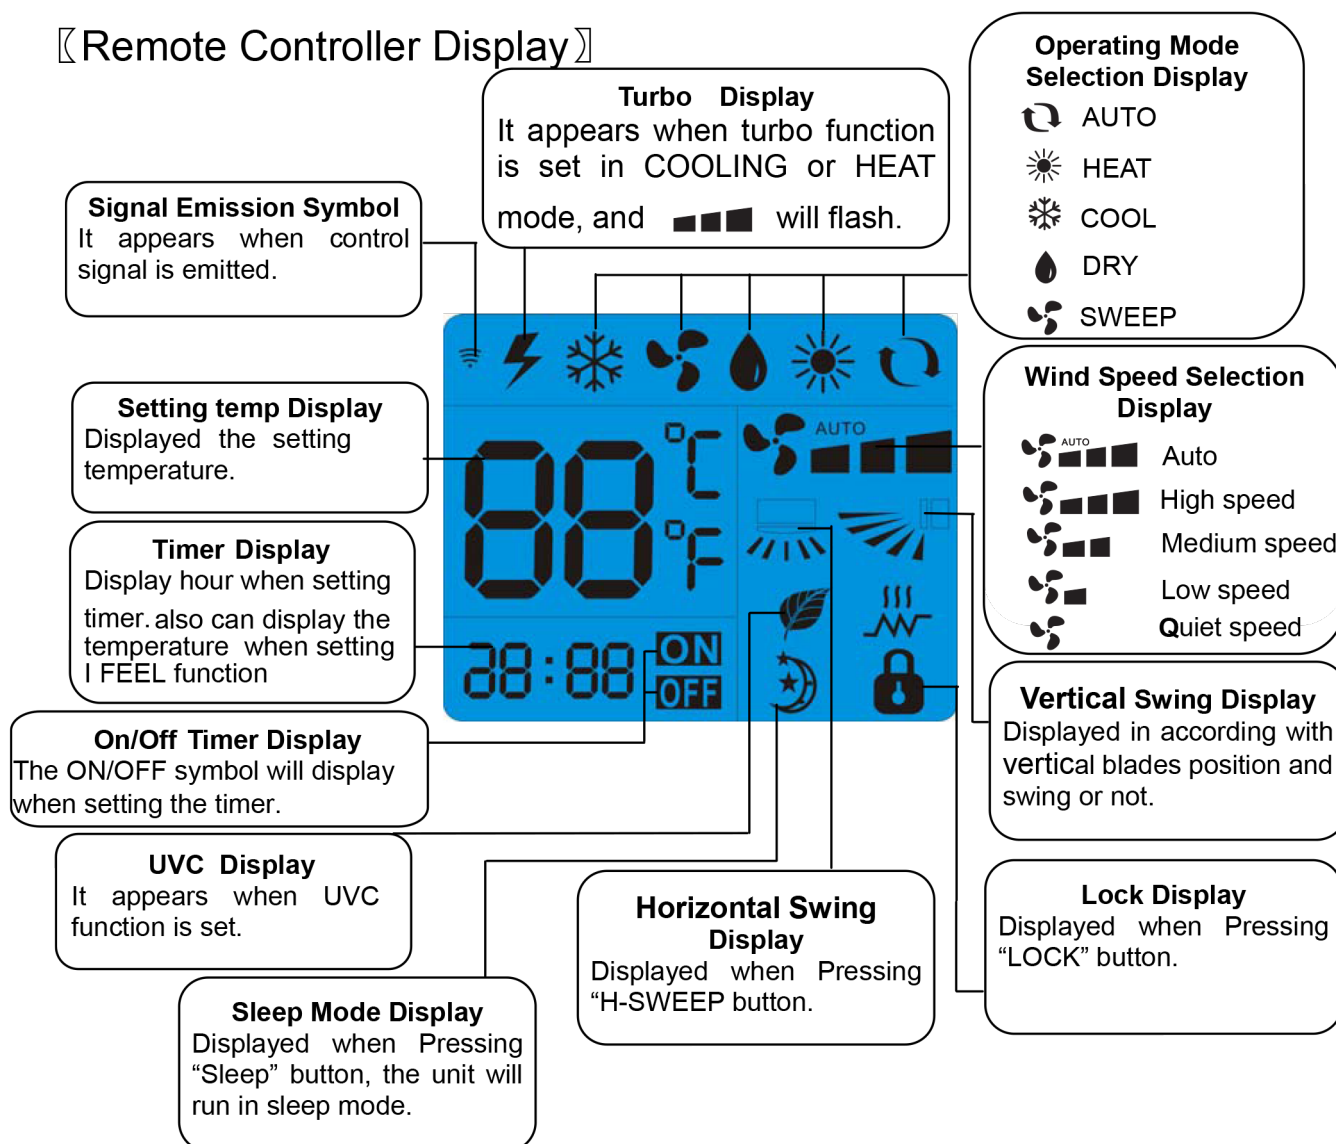 〖Remote Controller Display〗
Turbo Display
It appears when turbo function
is set in COOLING or HEAT
mode, and will flash.
Operating Mode
Selection Display
AUTO
HEAT
COOL
DRY
SWEEP
Signal Emission Symbol
It appears when control
signal is emitted.
Setting temp Display
Displayed the setting
temperature.
Timer Display
Display hour when setting
timer. also can display the
temperature when setting
I FEEL function
On/Off Timer Display
The ON/OFF symbol will display
when setting the timer.
UVC Display
It appears when UVC
function is set.
Sleep Mode Display
Displayed when Pressing
“Sleep” button, the unit will
run in sleep mode.
88
°C
°F
AUTO
88:88
ON
OFF
Wind Speed Selection
Display
AUTO
Auto
High speed
Medium speed
Low speed
Quiet speed
Vertical Swing Display
Displayed in according with
vertical blades position and
swing or not.
Horizontal Swing
Display
Displayed when Pressing
“H-SWEEP button.
Lock Display
Displayed when Pressing
“LOCK” button.